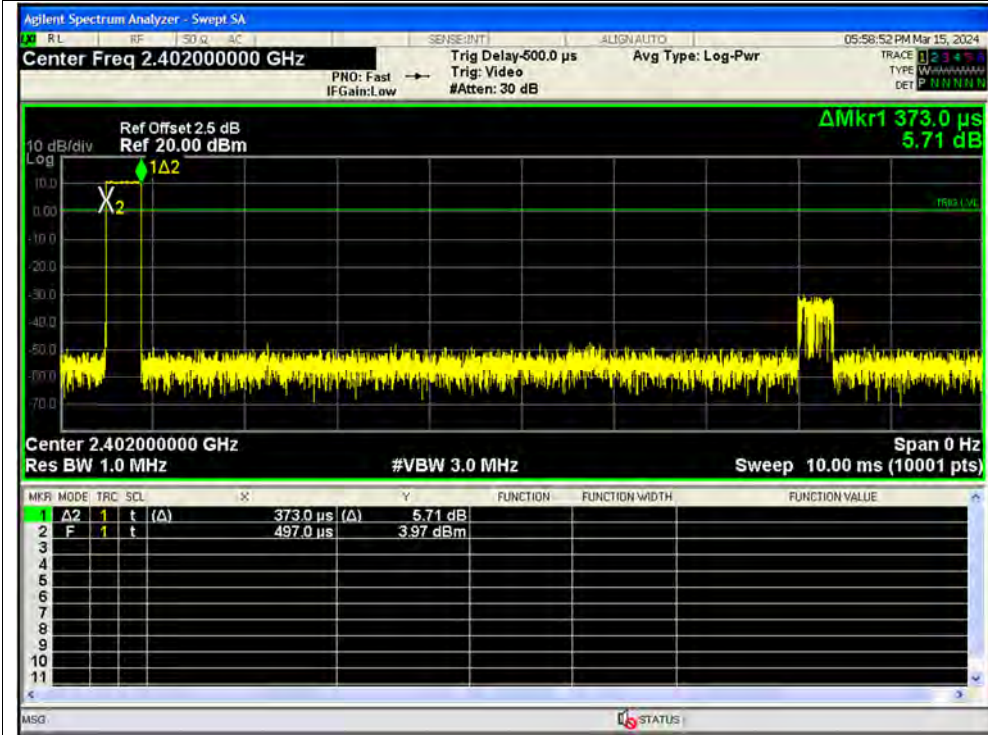 Agilent Spectrum Analyzer - Swept SA
RL RF 50 Ω AC SENSE:INT ALIGN AUTO 05:58:52 PM Mar 15, 2024
Center Freq 2.402000000 GHz
PNO: Fast
IFGain:Low
Trig Delay-500.0 µs
Trig: Video
#Atten: 30 dB
Avg Type: Log-Pwr
TRACE 1 2 3 4 5 6
TYPE W
DET P N N N N N
ΔMkr1 373.0 µs
5.71 dB
Ref Offset 2.5 dB
10 dB/div Ref 20.00 dBm
Log
1Δ2
10.0
X2
0.00
TRIG LVL
-10.0
-20.0
-30.0
-40.0
-50.0
-60.0
-70.0
Center 2.402000000 GHz Span 0 Hz
Res BW 1.0 MHz #VBW 3.0 MHz Sweep 10.00 ms (10001 pts)
MKR MODE TRC SCL X Y FUNCTION FUNCTION WIDTH FUNCTION VALUE
1 Δ2 1 t (Δ) 373.0 µs (Δ) 5.71 dB
2 F 1 t 497.0 µs 3.97 dBm
3
4
5
6
7
8
9
10
11
MSG STATUS